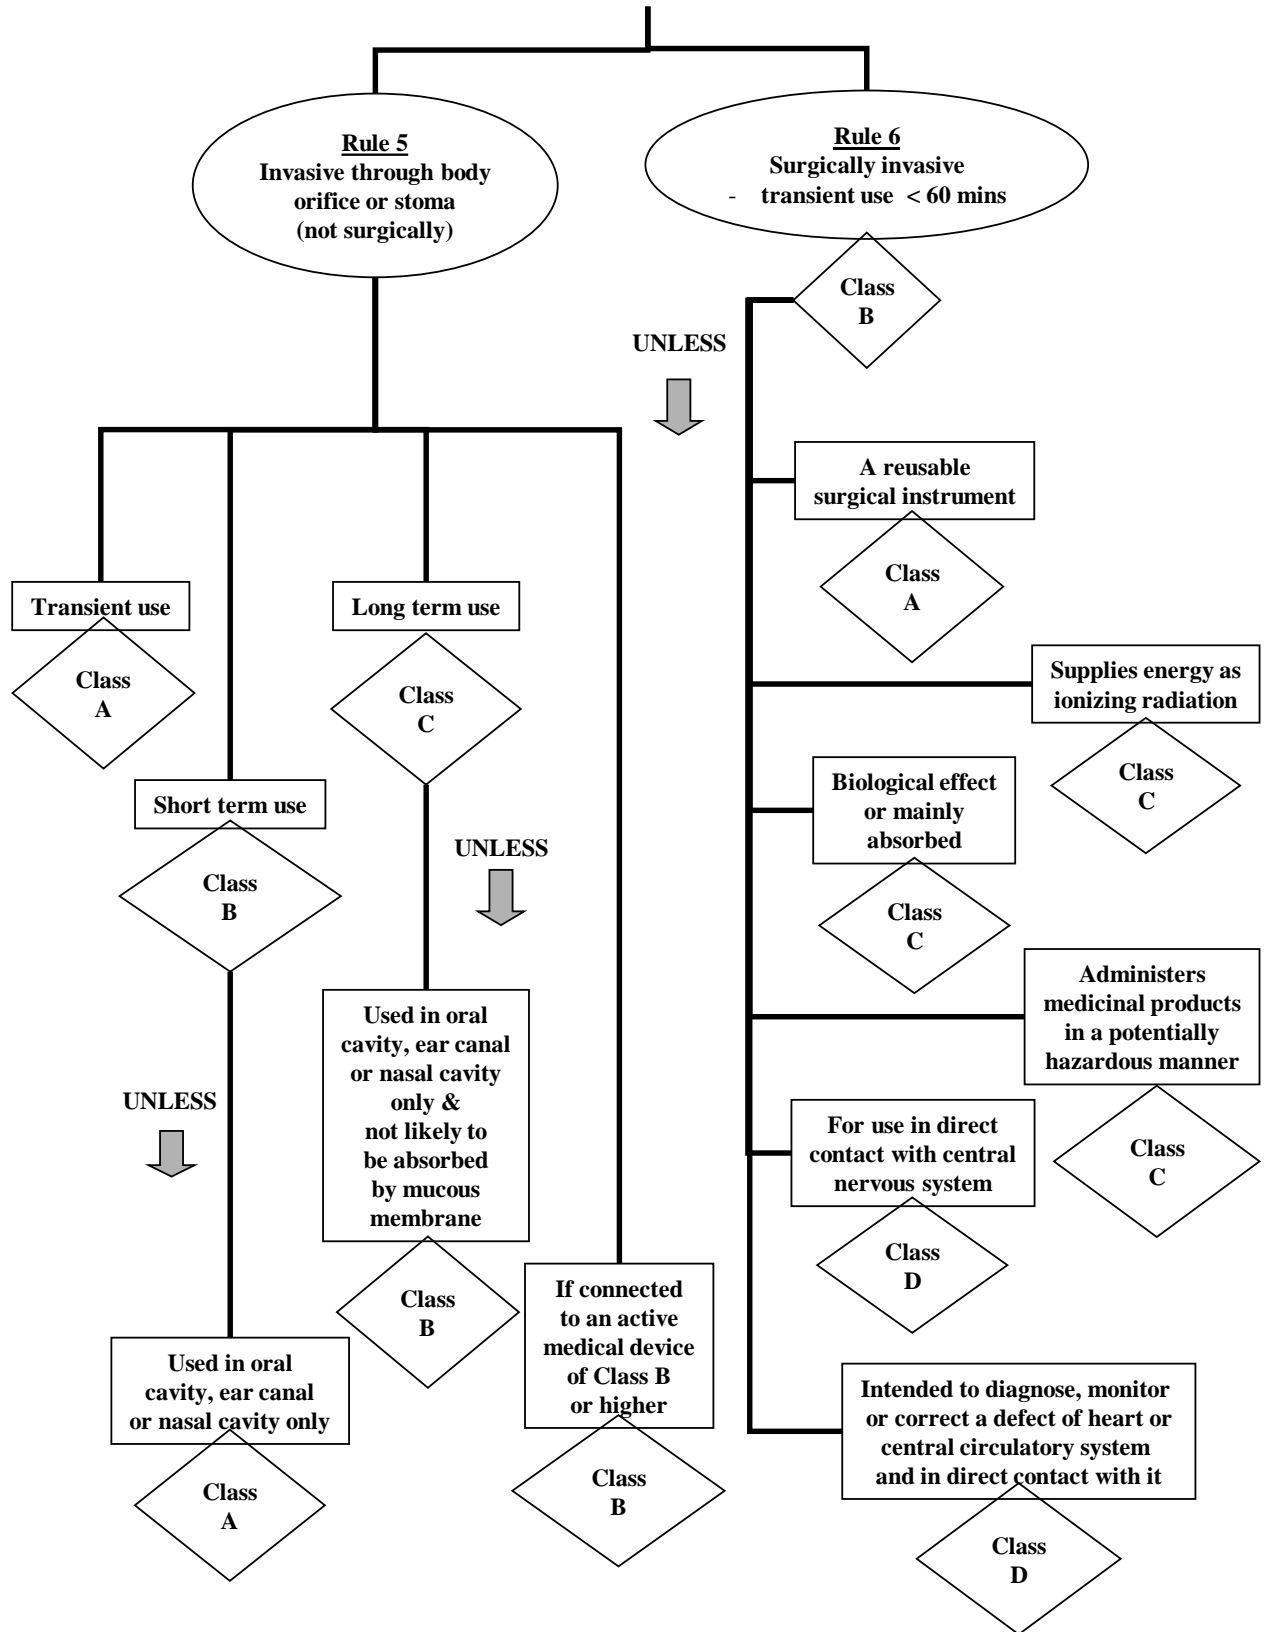 Rule 5
Invasive through body
orifice or stoma
(not surgically)
Rule 6
Surgically invasive
- transient use < 60 mins
Class
B
UNLESS
A reusable
surgical instrument
Class
A
Transient use
Class
A
Long term use
Class
C
Supplies energy as
ionizing radiation
Class
C
Short term use
Class
B
UNLESS
Biological effect
or mainly
absorbed
Class
C
Used in oral
cavity, ear canal
or nasal cavity
only &
not likely to
be absorbed
by mucous
membrane
Class
B
Administers
medicinal products
in a potentially
hazardous manner
Class
C
UNLESS
For use in direct
contact with central
nervous system
Class
D
If connected
to an active
medical device
of Class B
or higher
Class
B
Used in oral
cavity, ear canal
or nasal cavity only
Class
A
Intended to diagnose, monitor
or correct a defect of heart or
central circulatory system
and in direct contact with it
Class
D